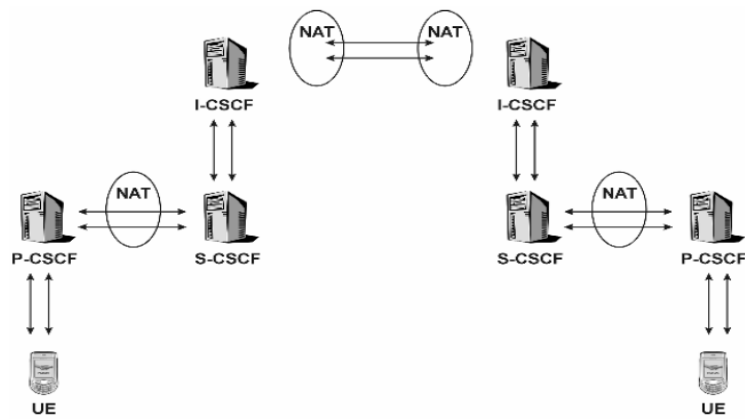 NAT NAT
I-CSCF I-CSCF
NAT NAT
P-CSCF S-CSCF S-CSCF P-CSCF
UE UE